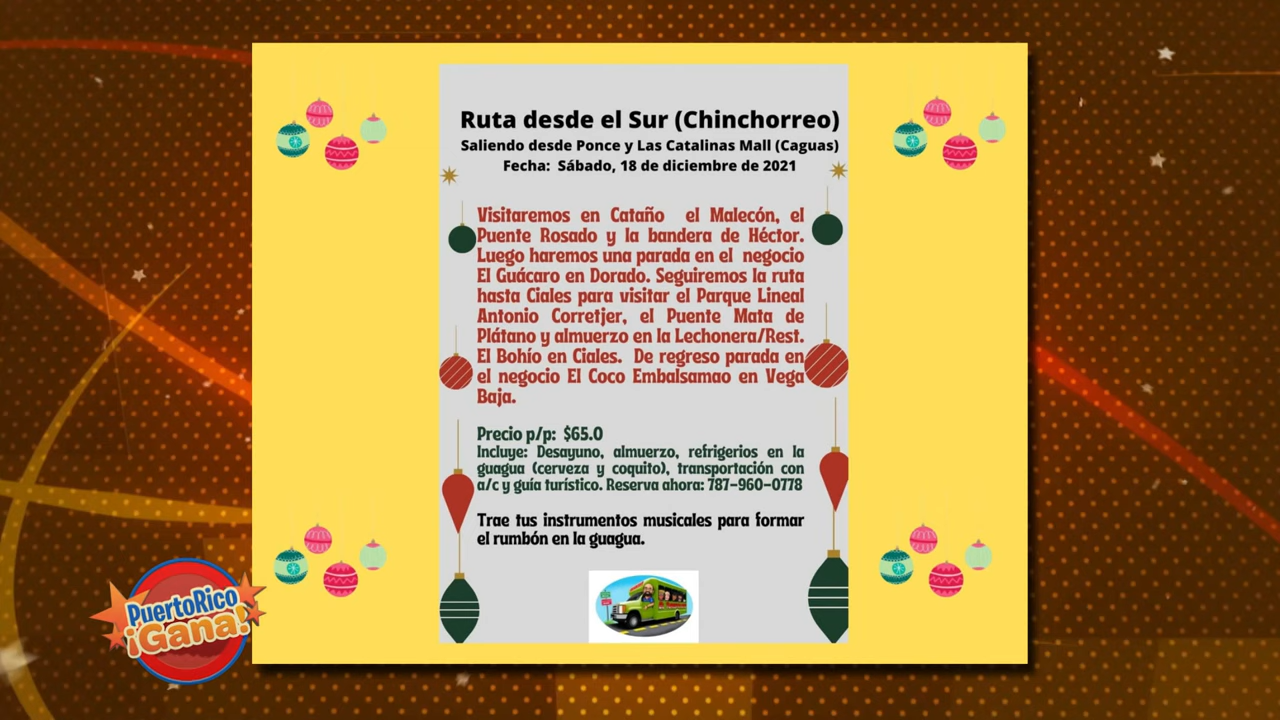 Ruta desde el Sur (Chinchorreo)
Saliendo desde Ponce y Las Catalinas Mall (Caguas)
Fecha: Sábado, 18 de diciembre de 2021
Visitaremos en Cataño el Malecón, el
Puente Rosado y la bandera de Héctor.
Luego haremos una parada en el negocio
El Guácaro en Dorado. Seguiremos la ruta
hasta Ciales para visitar el Parque Lineal
Antonio Corretjer, el Puente Mata de
Plátano y almuerzo en la Lechonera/Rest.
El Bohío en Ciales. De regreso parada en
el negocio El Coco Embalsamao en Vega
Baja.
Precio p/p: $65.0
Incluye: Desayuno, almuerzo, refrigerios en la
guagua (cerveza y coquito), transportación con
a/c y guía turístico. Reserva ahora: 787-960-0778
Trae tus instrumentos musicales para formar
el rumbón en la guagua.
PuertoRico
¡Gana!